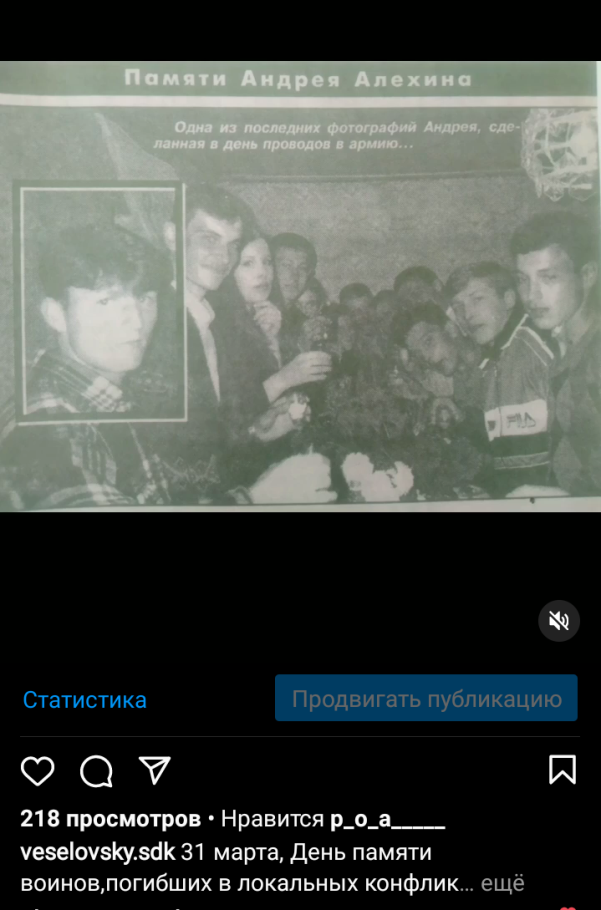 Памяти Андрея Алехина
Одна из последних фотографий Андрея, сде-
ланная в день проводов в армию...
FILA
Статистика
Продвигать публикацию
218 просмотров • Нравится p_o_a_____
veselovsky.sdk 31 марта, День памяти
воинов,погибших в локальных конфлик... ещё